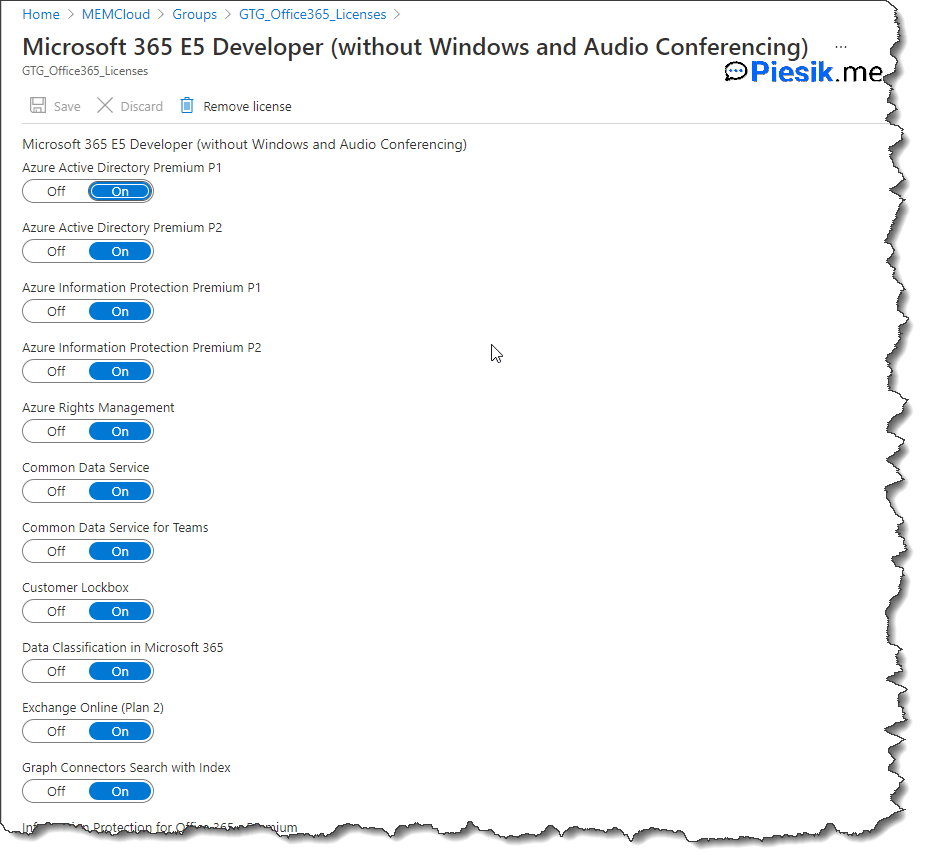 Home > MEMCloud > Groups > GTG_Office365_Licenses >
Microsoft 365 E5 Developer (without Windows and Audio Conferencing) ...
GTG_Office365_Licenses
Piesik.me
Save Discard Remove license
Microsoft 365 E5 Developer (without Windows and Audio Conferencing)
Azure Active Directory Premium P1
Off On
Azure Active Directory Premium P2
Off On
Azure Information Protection Premium P1
Off On
Azure Information Protection Premium P2
Off On
Azure Rights Management
Off On
Common Data Service
Off On
Common Data Service for Teams
Off On
Customer Lockbox
Off On
Data Classification in Microsoft 365
Off On
Exchange Online (Plan 2)
Off On
Graph Connectors Search with Index
Off On
Information Protection for Office 365 - Premium